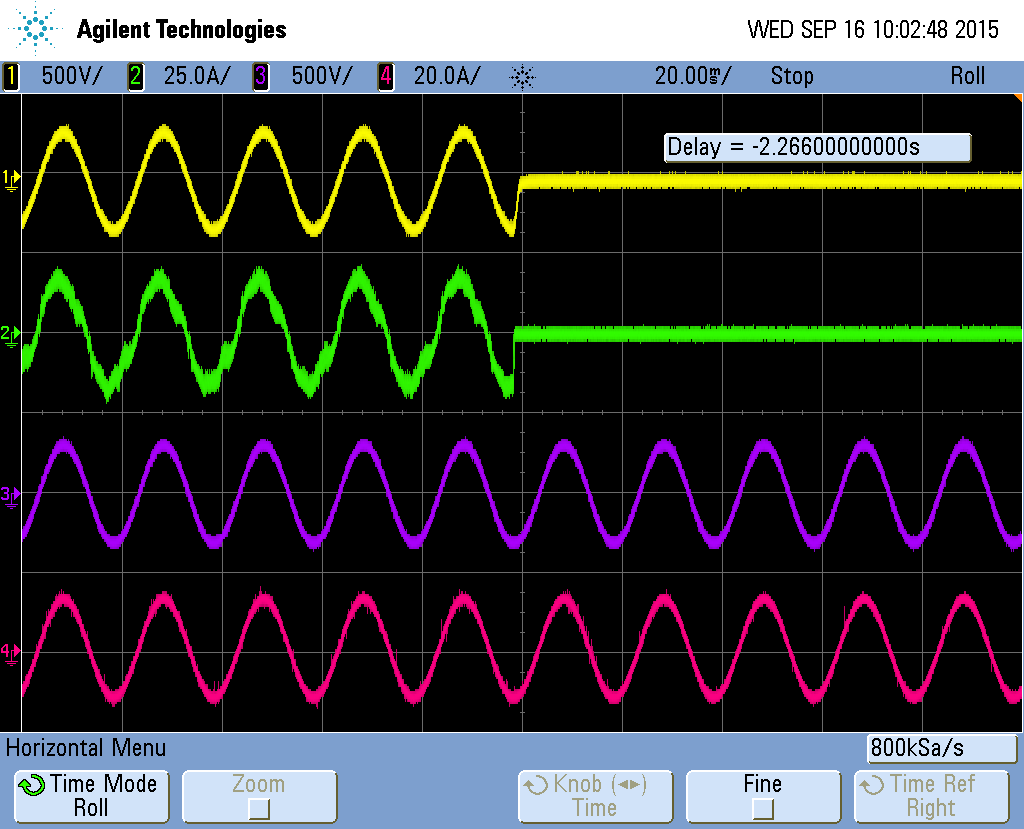 Agilent Technologies
WED SEP 16 10:02:48 2015
1 500V/ 2 25.0A/ 3 500V/ 4 20.0A/ 20.00ms/ Stop Roll
Delay = -2.26600000000s
1
2
3
4
Horizontal Menu
800kSa/s
Time Mode
Roll
Zoom
Knob (◄►)
Time
Fine
Time Ref
Right